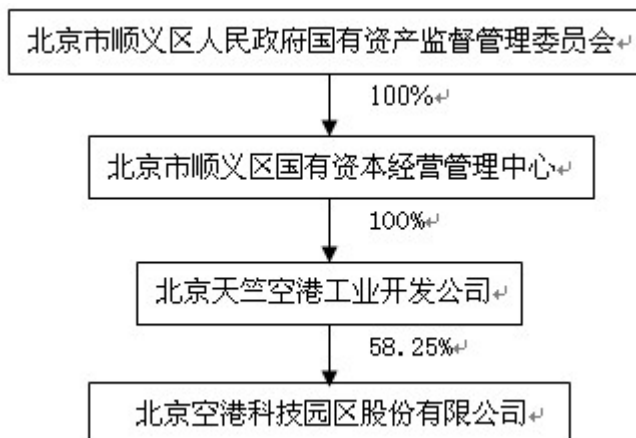 北京市顺义区人民政府国有资产监督管理委员会↵
100%↵
北京市顺义区国有资本经营管理中心↵
100%↵
北京天竺空港工业开发公司↵
58.25%↵
北京空港科技园区股份有限公司↵